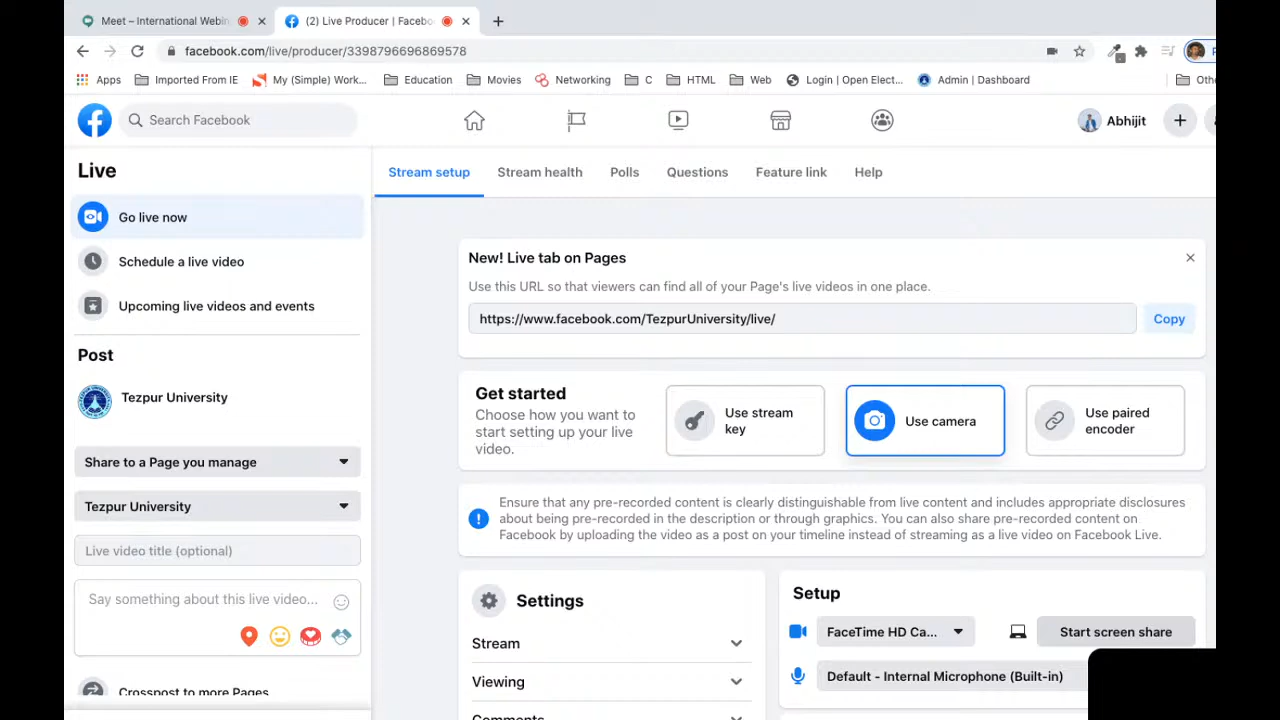 Meet – International Webin
(2) Live Producer | Facebo
facebook.com/live/producer/3398796696869578
Apps
Imported From IE
My (Simple) Work...
Education
Movies
Networking
C
HTML
Web
Login | Open Elect...
Admin | Dashboard
Othe
Search Facebook
Abhijit
Live
Go live now
Schedule a live video
Upcoming live videos and events
Post
Tezpur University
Share to a Page you manage
Tezpur University
Live video title (optional)
Say something about this live video...
Crosspost to more Pages
Stream setup
Stream health
Polls
Questions
Feature link
Help
New! Live tab on Pages
Use this URL so that viewers can find all of your Page's live videos in one place.
https://www.facebook.com/TezpurUniversity/live/
Copy
Get started
Choose how you want to
start setting up your live
video.
Use stream
key
Use camera
Use paired
encoder
Ensure that any pre-recorded content is clearly distinguishable from live content and includes appropriate disclosures
about being pre-recorded in the description or through graphics. You can also share pre-recorded content on
Facebook by uploading the video as a post on your timeline instead of streaming as a live video on Facebook Live.
Settings
Stream
Viewing
Comments
Setup
FaceTime HD Ca...
Start screen share
Default - Internal Microphone (Built-in)